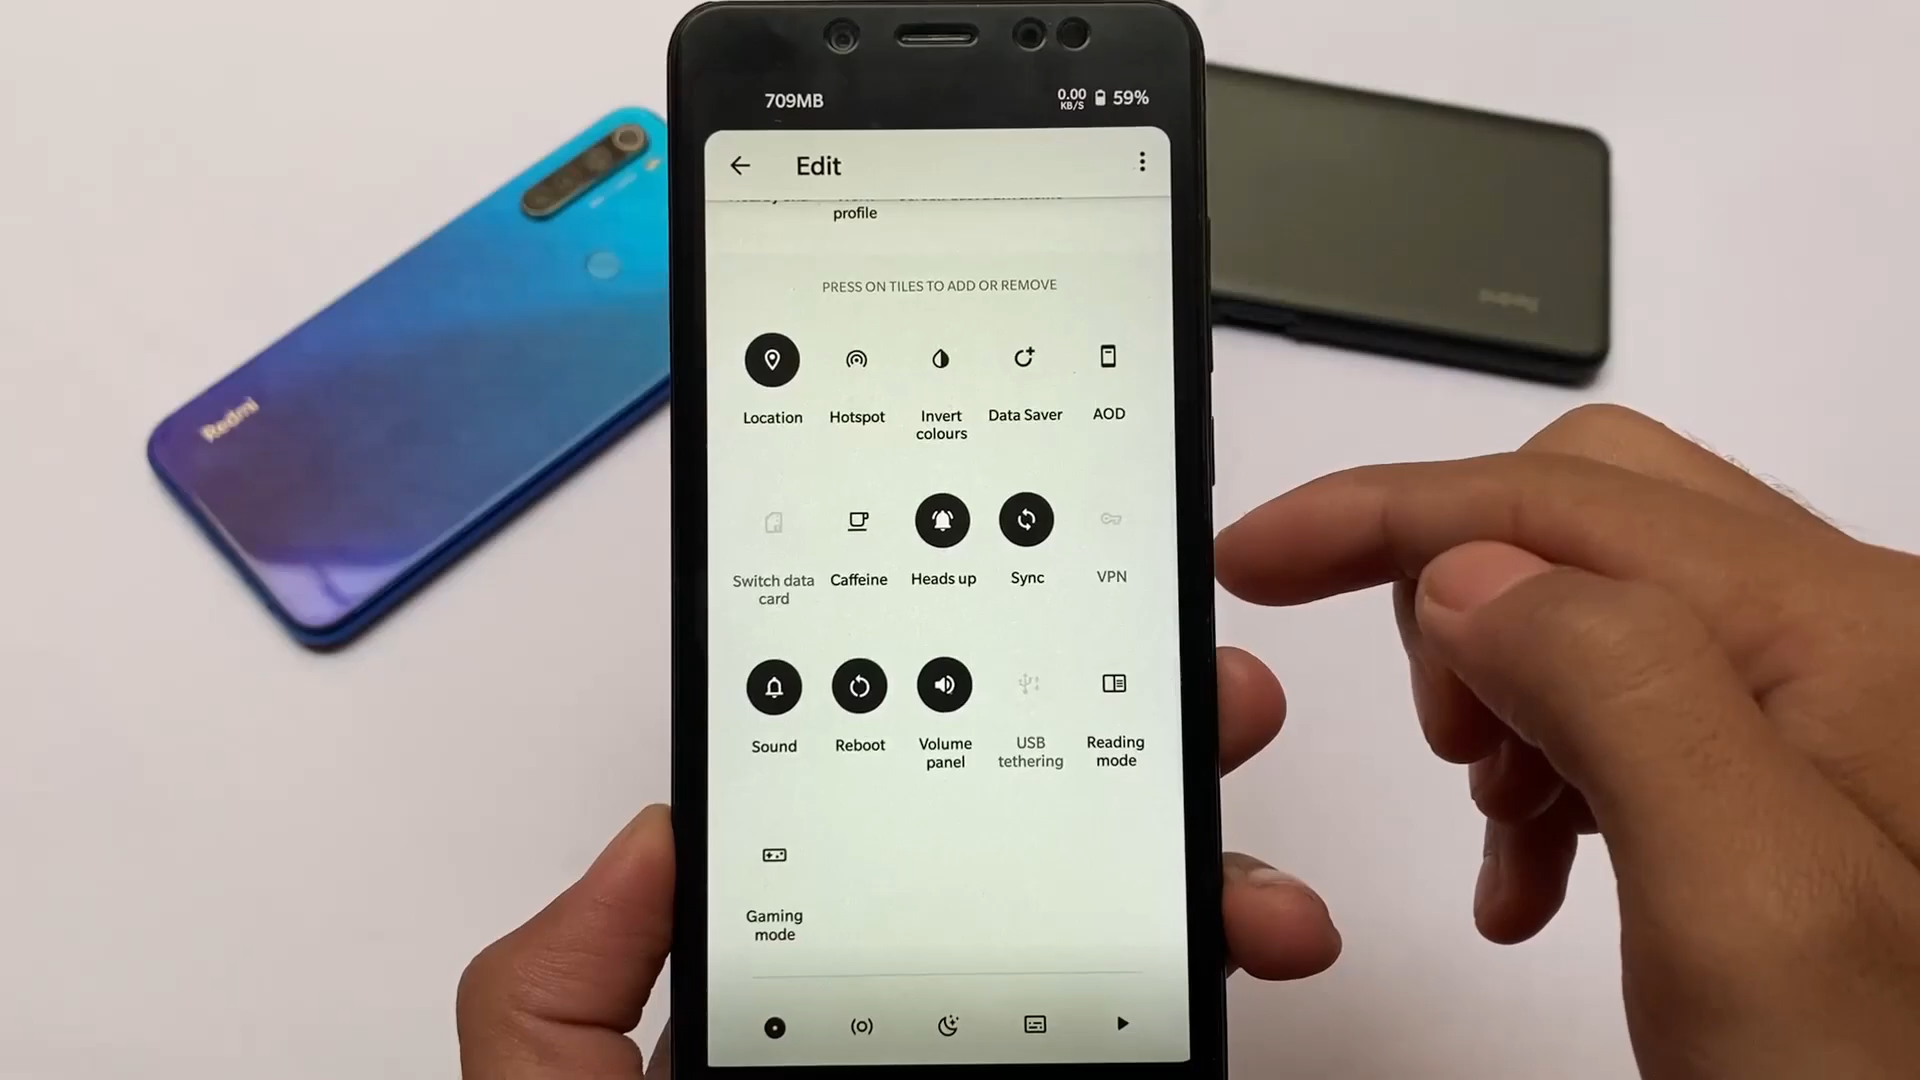 709MB
0.00
KB/S
59%
Edit
profile
PRESS ON TILES TO ADD OR REMOVE
Location
Hotspot
Invert
colours
Data Saver
AOD
Switch data
card
Caffeine
Heads up
Sync
VPN
Sound
Reboot
Volume
panel
USB
tethering
Reading
mode
Gaming
mode
Redmi
Redmi